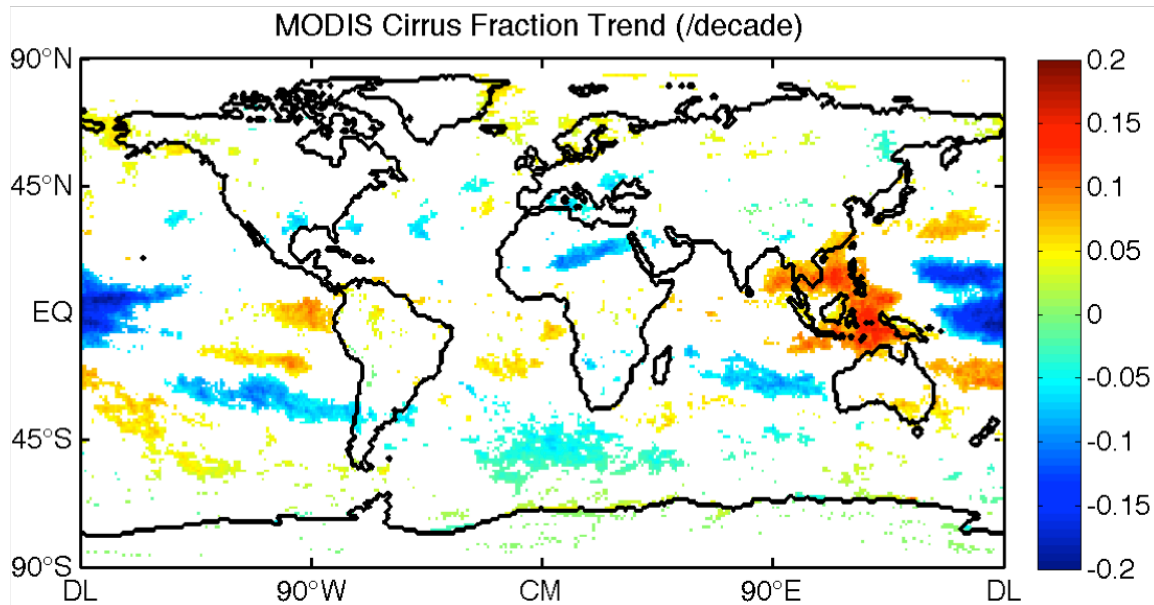 MODIS Cirrus Fraction Trend (/decade)
90°N
45°N
EQ
45°S
90°S
DL
90°W
CM
90°E
DL
0.2
0.15
0.1
0.05
0
-0.05
-0.1
-0.15
-0.2